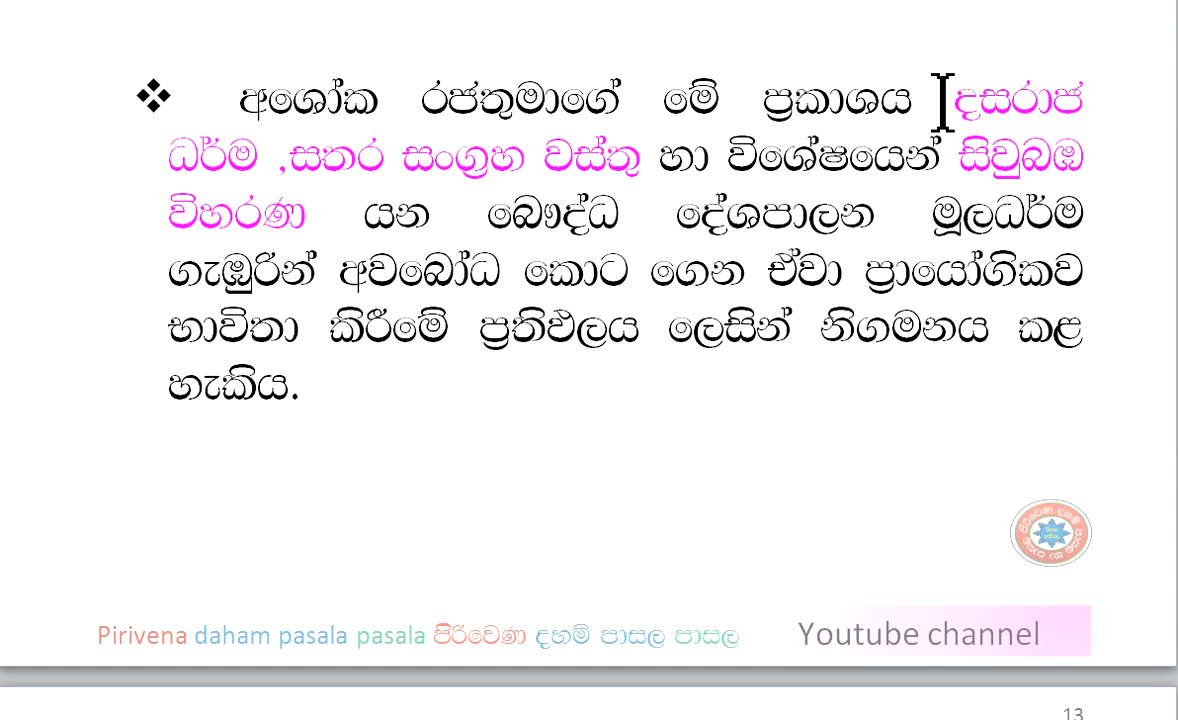 ❖ අශෝක රජතුමාගේ මේ ප්‍රකාශය දසරාජ
ධර්ම ,සතර සංග්‍රහ වස්තු හා විශේෂයෙන් සිවුබඹ
විහරණ යන බෞද්ධ දේශපාලන මූලධර්ම
ගැඹුරින් අවබෝධ කොට ගෙන ඒවා ප්‍රායෝගිකව
භාවිතා කිරීමේ ප්‍රතිඵලය ලෙසින් නිගමනය කළ
හැකිය.
Pirivena daham pasala pasala පිරිවෙණ දහම් පාසල පාසල
Youtube channel
13